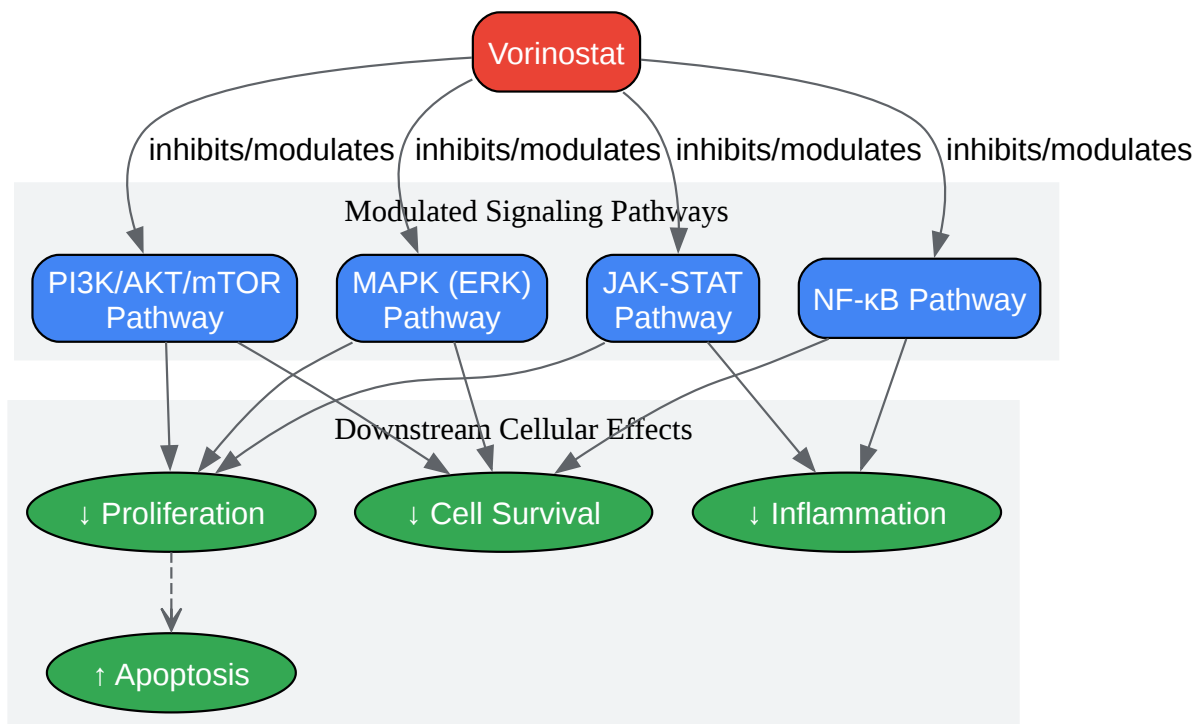 Vorinostat
inhibits/modulates
inhibits/modulates
inhibits/modulates
inhibits/modulates
Modulated Signaling Pathways
PI3K/AKT/mTOR
Pathway
MAPK (ERK)
Pathway
JAK-STAT
Pathway
NF-κB Pathway
Downstream Cellular Effects
↓ Proliferation
↓ Cell Survival
↓ Inflammation
↑ Apoptosis